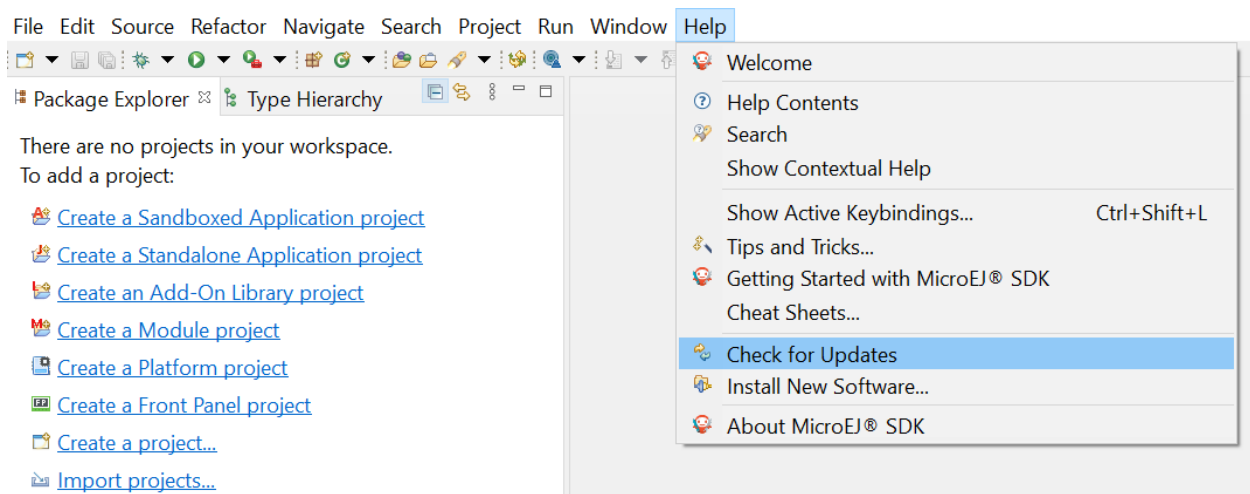 File Edit Source Refactor Navigate Search Project Run Window Help
Package Explorer Type Hierarchy
There are no projects in your workspace.
To add a project:
Create a Sandboxed Application project
Create a Standalone Application project
Create an Add-On Library project
Create a Module project
Create a Platform project
Create a Front Panel project
Create a project...
Import projects...
Welcome
Help Contents
Search
Show Contextual Help
Show Active Keybindings... Ctrl+Shift+L
Tips and Tricks...
Getting Started with MicroEJ® SDK
Cheat Sheets...
Check for Updates
Install New Software...
About MicroEJ® SDK